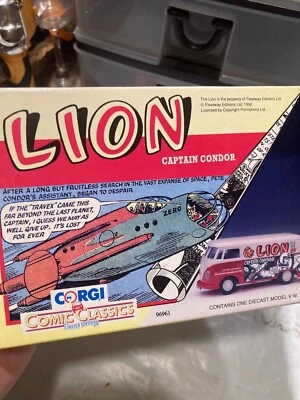 The Lion is the property of Fleetway Editions Ltd.
© Fleetway Editions Ltd. 1992
Licensed by Copyright Promotions Ltd.
LION
CAPTAIN CONDOR
AFTER A LONG BUT FRUITLESS SEARCH IN THE VAST EXPANSE OF SPACE, PETE,
CONDOR'S ASSISTANT, BEGAN TO DESPAIR
IF THE "TRAVEX" CAME THIS
FAR BEYOND THE LAST PLANET,
CAPTAIN, I GUESS WE MAY AS
WELL GIVE UP. IT'S LOST
FOR EVER
ZERO
LION
CAPTAIN CONDOR
CORGI
Comic Classics
LIMITED EDITION
96961
CONTAINS ONE DIECAST MODEL V.W.